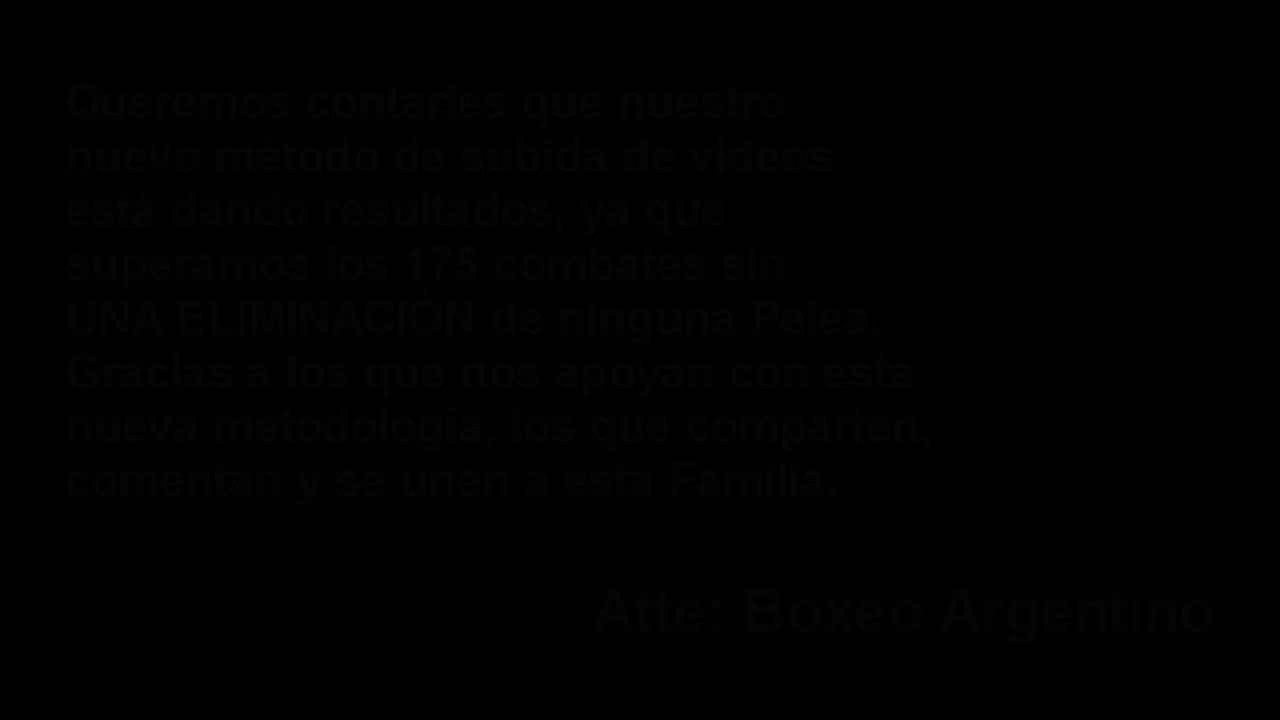 Queremos contarles que nuestro
nuevo metodo de subida de videos
está dando resultados, ya que
superamos los 175 combates sin
UNA ELIMINACIÓN de ninguna Pelea.
Gracias a los que nos apoyan con esta
nueva metodología, los que comparten,
comentan y se unen a esta Familia.
Atte: Boxeo Argentino